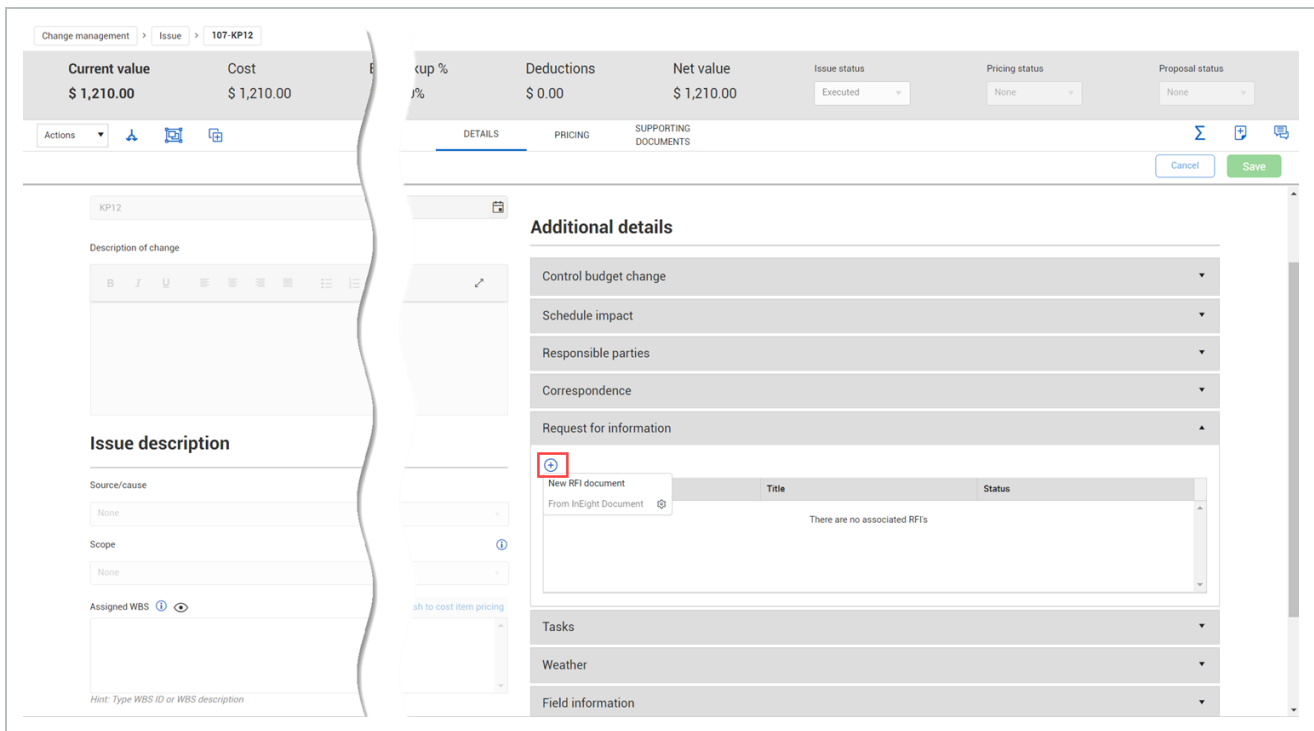 Change management > Issue > 107-KP12
Current value Cost kup % Deductions Net value Issue status Pricing status Proposal status
$ 1,210.00 $ 1,210.00 $ 0.00 $ 1,210.00 Executed None None
Actions DETAILS PRICING SUPPORTING DOCUMENTS Σ
Cancel Save
KP12
Description of change
B I U
Additional details
Control budget change
Schedule impact
Responsible parties
Correspondence
Request for information
New RFI document
From InEight Document
Title Status
There are no associated RFI's
Issue description
Source/cause
None
Scope
None
Assigned WBS
sh to cost item pricing
Hint: Type WBS ID or WBS description
Tasks
Weather
Field information